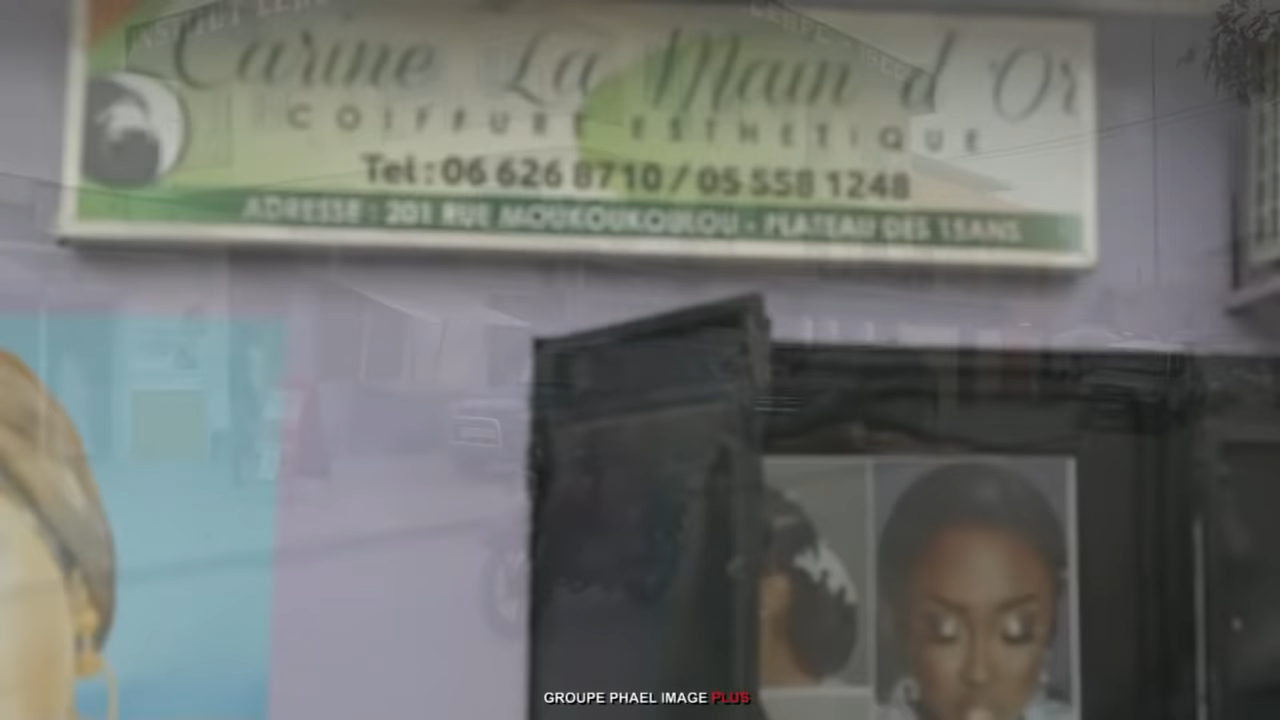 Carine La Main d'Or
COIFFURE ESTHETIQUE
Tel : 06 626 8710 / 05 558 1248
ADRESSE : 201 RUE MOUKOUKOULOU - PLATEAU DES 15ANS
GROUPE PHAEL IMAGE PLUS